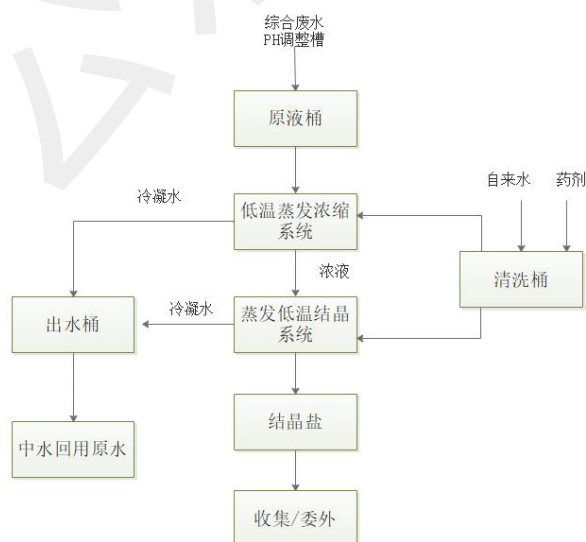 综合废水
PH调整槽
原液桶
冷凝水
低温蒸发浓缩
系统
自来水
药剂
浓液
清洗桶
出水桶
冷凝水
蒸发低温结晶
系统
中水回用原水
结晶盐
收集/委外